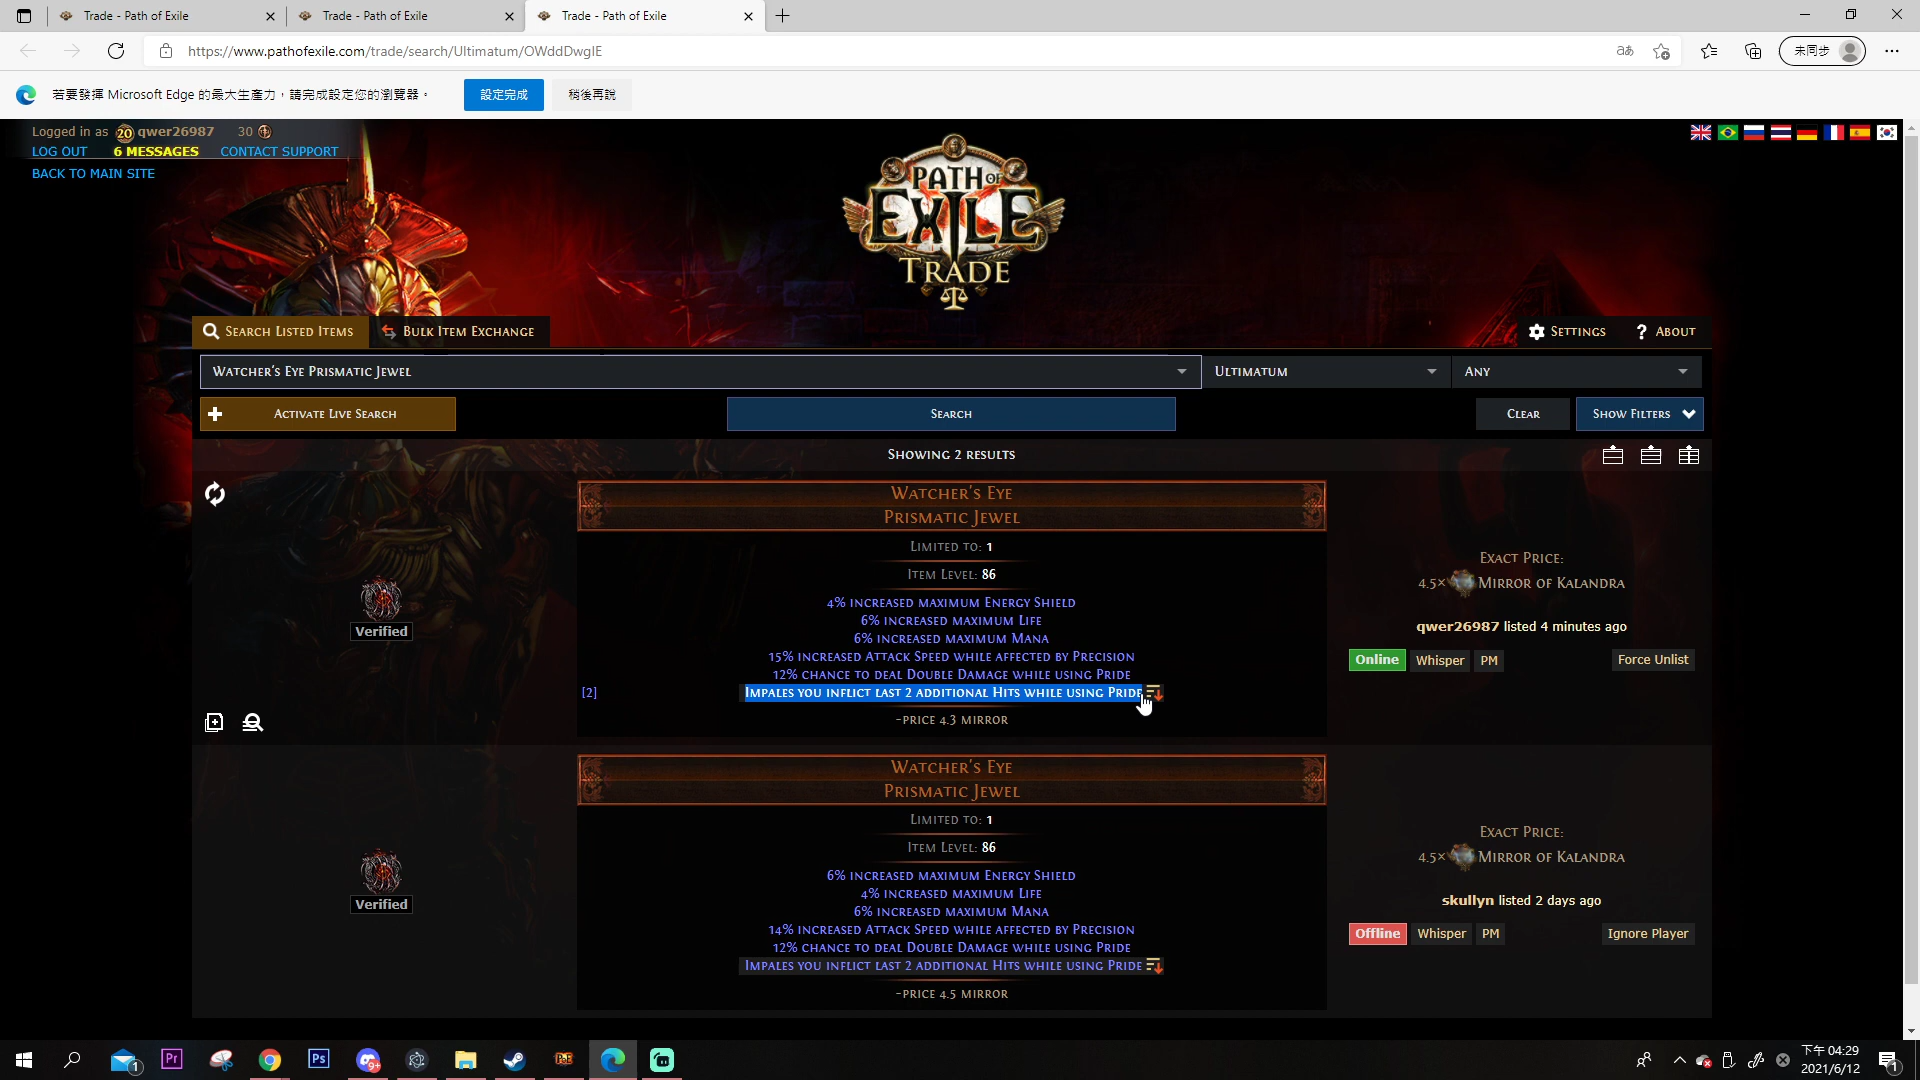 Trade - Path of Exile
Trade - Path of Exile
Trade - Path of Exile
https://www.pathofexile.com/trade/search/Ultimatum/OWddDwglE
aあ
未同步
若要發揮 Microsoft Edge 的最大生產力，請完成設定您的瀏覽器。
設定完成
稍後再說
Logged in as 20 qwer26987 30
LOG OUT 6 MESSAGES CONTACT SUPPORT
BACK TO MAIN SITE
PATH OF
EXILE
TRADE
Search Listed Items
Bulk Item Exchange
Settings
? About
Watcher's Eye Prismatic Jewel
Ultimatum
Any
Activate Live Search
Search
Clear
Show Filters
Showing 2 results
Watcher's Eye
Prismatic Jewel
Limited to: 1
Item Level: 86
4% increased maximum Energy Shield
6% increased maximum Life
6% increased maximum Mana
15% increased Attack Speed while affected by Precision
12% chance to deal Double Damage while using Pride
[2]
Impales you inflict last 2 additional Hits while using Pride
~price 4.3 mirror
Verified
Exact Price:
4.5× Mirror of Kalandra
qwer26987 listed 4 minutes ago
Online Whisper PM Force Unlist
Watcher's Eye
Prismatic Jewel
Limited to: 1
Item Level: 86
6% increased maximum Energy Shield
4% increased maximum Life
6% increased maximum Mana
14% increased Attack Speed while affected by Precision
12% chance to deal Double Damage while using Pride
Impales you inflict last 2 additional Hits while using Pride
~price 4.5 mirror
Verified
Exact Price:
4.5× Mirror of Kalandra
skullyn listed 2 days ago
Offline Whisper PM Ignore Player
1
Pr
Ps
9+
PoE
下午 04:29
2021/6/12
1